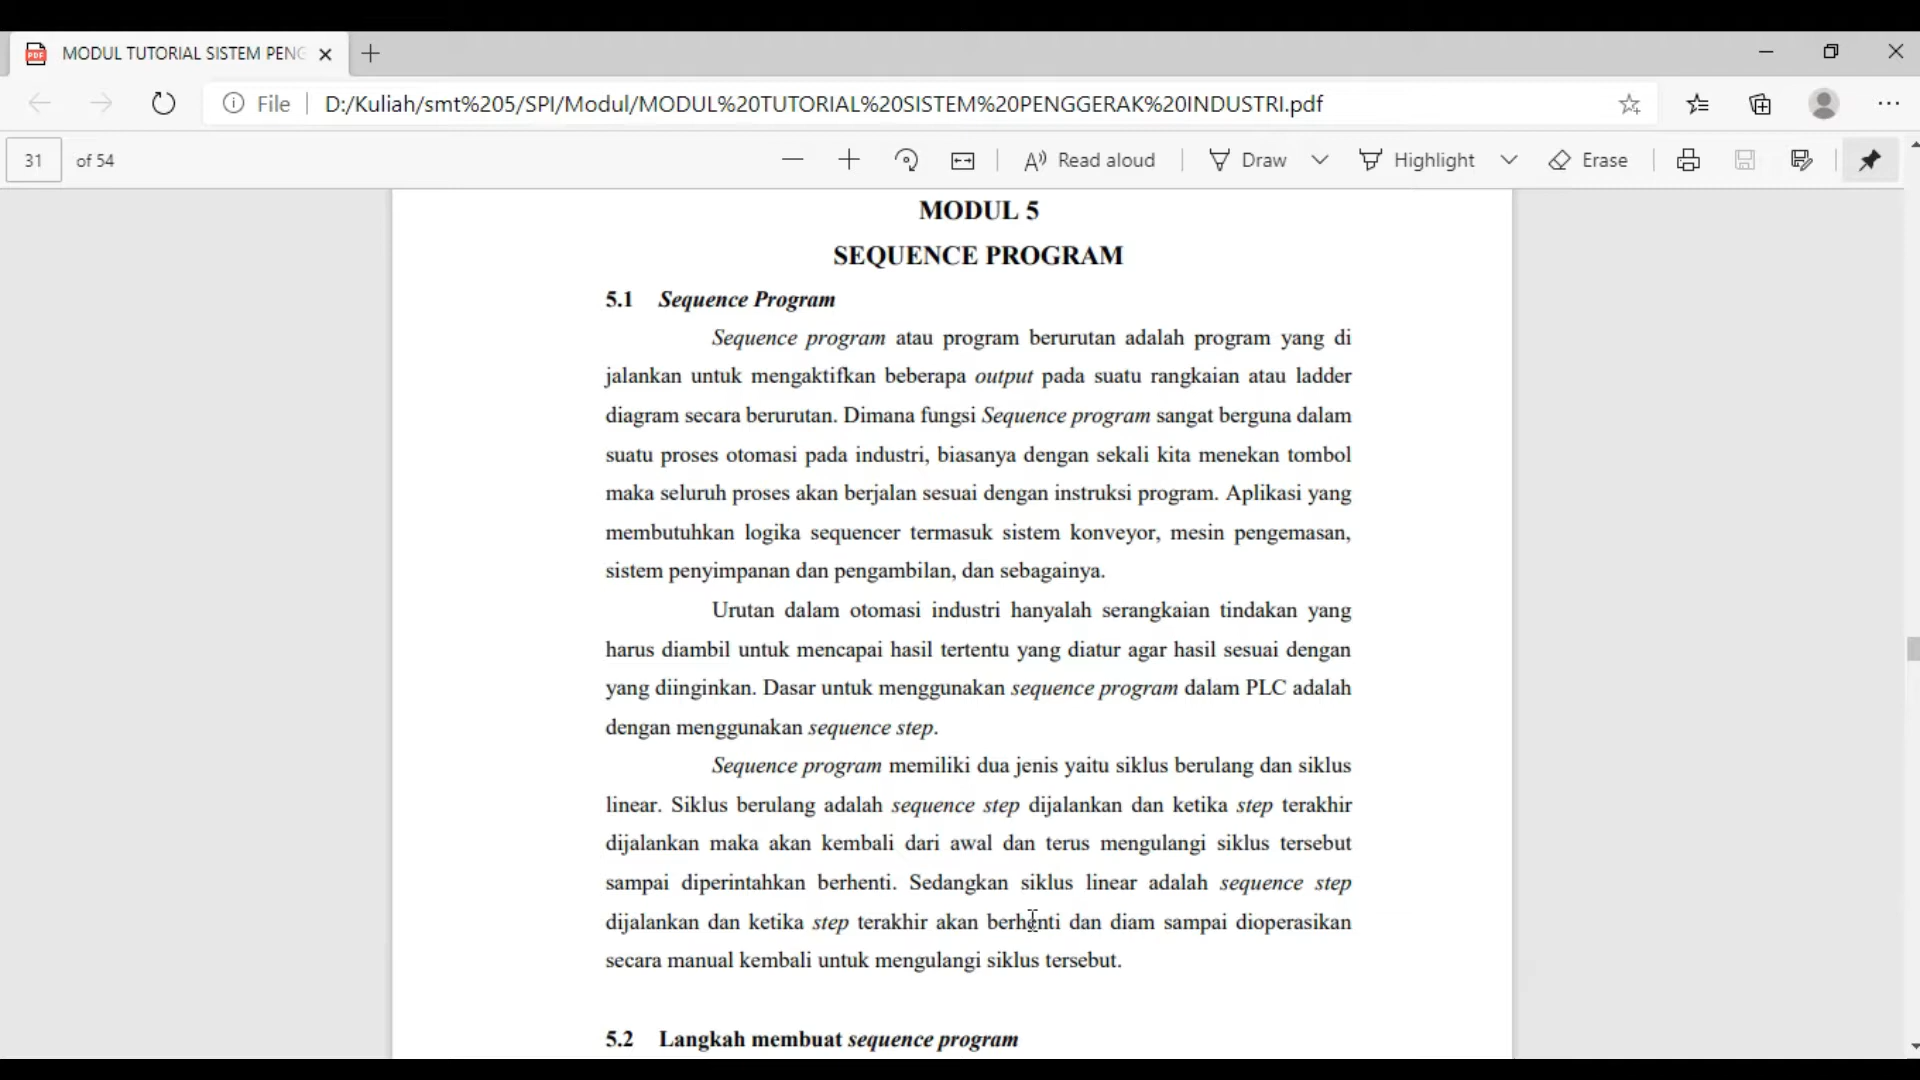 MODUL TUTORIAL SISTEM PENG
File
D:/Kuliah/smt%205/SPI/Modul/MODUL%20TUTORIAL%20SISTEM%20PENGGERAK%20INDUSTRI.pdf
31 of 54
Read aloud
Draw
Highlight
Erase
MODUL 5
SEQUENCE PROGRAM
5.1 Sequence Program
Sequence program atau program berurutan adalah program yang di
jalankan untuk mengaktifkan beberapa output pada suatu rangkaian atau ladder
diagram secara berurutan. Dimana fungsi Sequence program sangat berguna dalam
suatu proses otomasi pada industri, biasanya dengan sekali kita menekan tombol
maka seluruh proses akan berjalan sesuai dengan instruksi program. Aplikasi yang
membutuhkan logika sequencer termasuk sistem konveyor, mesin pengemasan,
sistem penyimpanan dan pengambilan, dan sebagainya.
Urutan dalam otomasi industri hanyalah serangkaian tindakan yang
harus diambil untuk mencapai hasil tertentu yang diatur agar hasil sesuai dengan
yang diinginkan. Dasar untuk menggunakan sequence program dalam PLC adalah
dengan menggunakan sequence step.
Sequence program memiliki dua jenis yaitu siklus berulang dan siklus
linear. Siklus berulang adalah sequence step dijalankan dan ketika step terakhir
dijalankan maka akan kembali dari awal dan terus mengulangi siklus tersebut
sampai diperintahkan berhenti. Sedangkan siklus linear adalah sequence step
dijalankan dan ketika step terakhir akan berhenti dan diam sampai dioperasikan
secara manual kembali untuk mengulangi siklus tersebut.
5.2 Langkah membuat sequence program